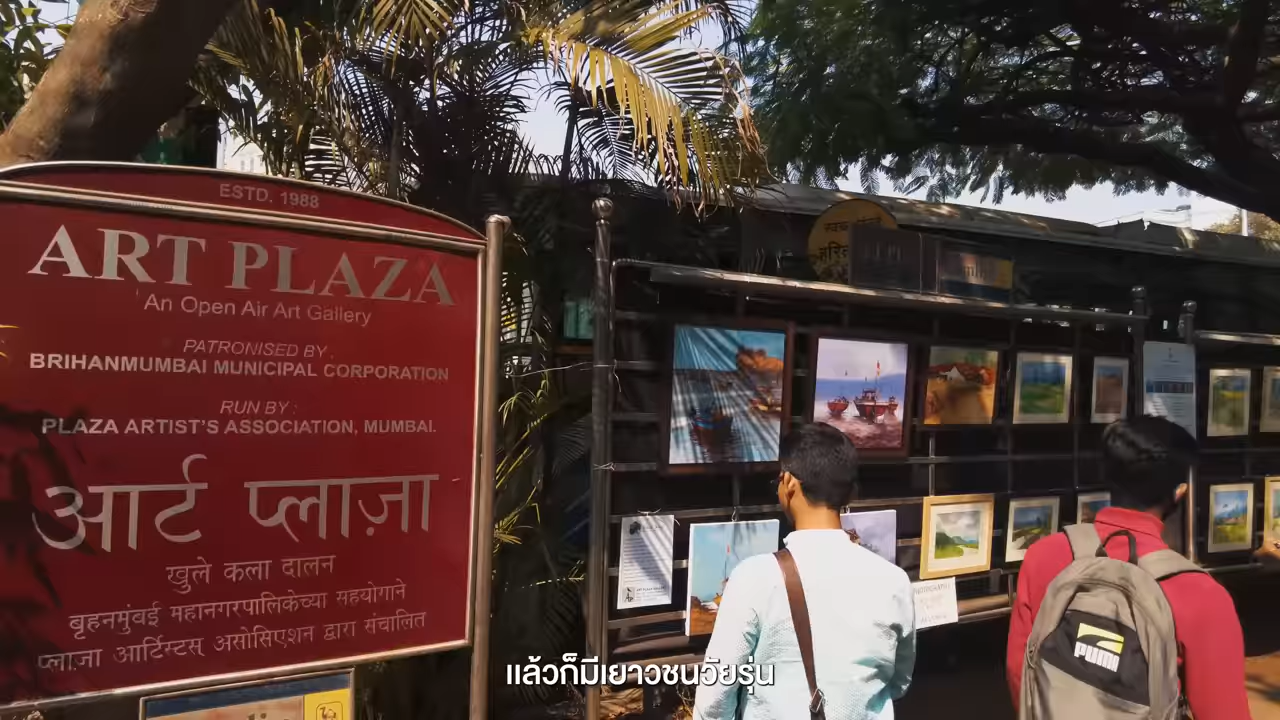 ESTD. 1988
ART PLAZA
An Open Air Art Gallery
PATRONISED BY :
BRIHANMUMBAI MUNICIPAL CORPORATION
RUN BY :
PLAZA ARTIST'S ASSOCIATION, MUMBAI.
आर्ट प्लाज़ा
खुले कला दालन
बृहनमुंबई महानगरपालिकेच्या सहयोगाने
प्लाज़ा आर्टिस्टस् असोसिएशन द्वारा संचालित
PUMA
แล้วก็มีเยาวชนวัยรุ่น